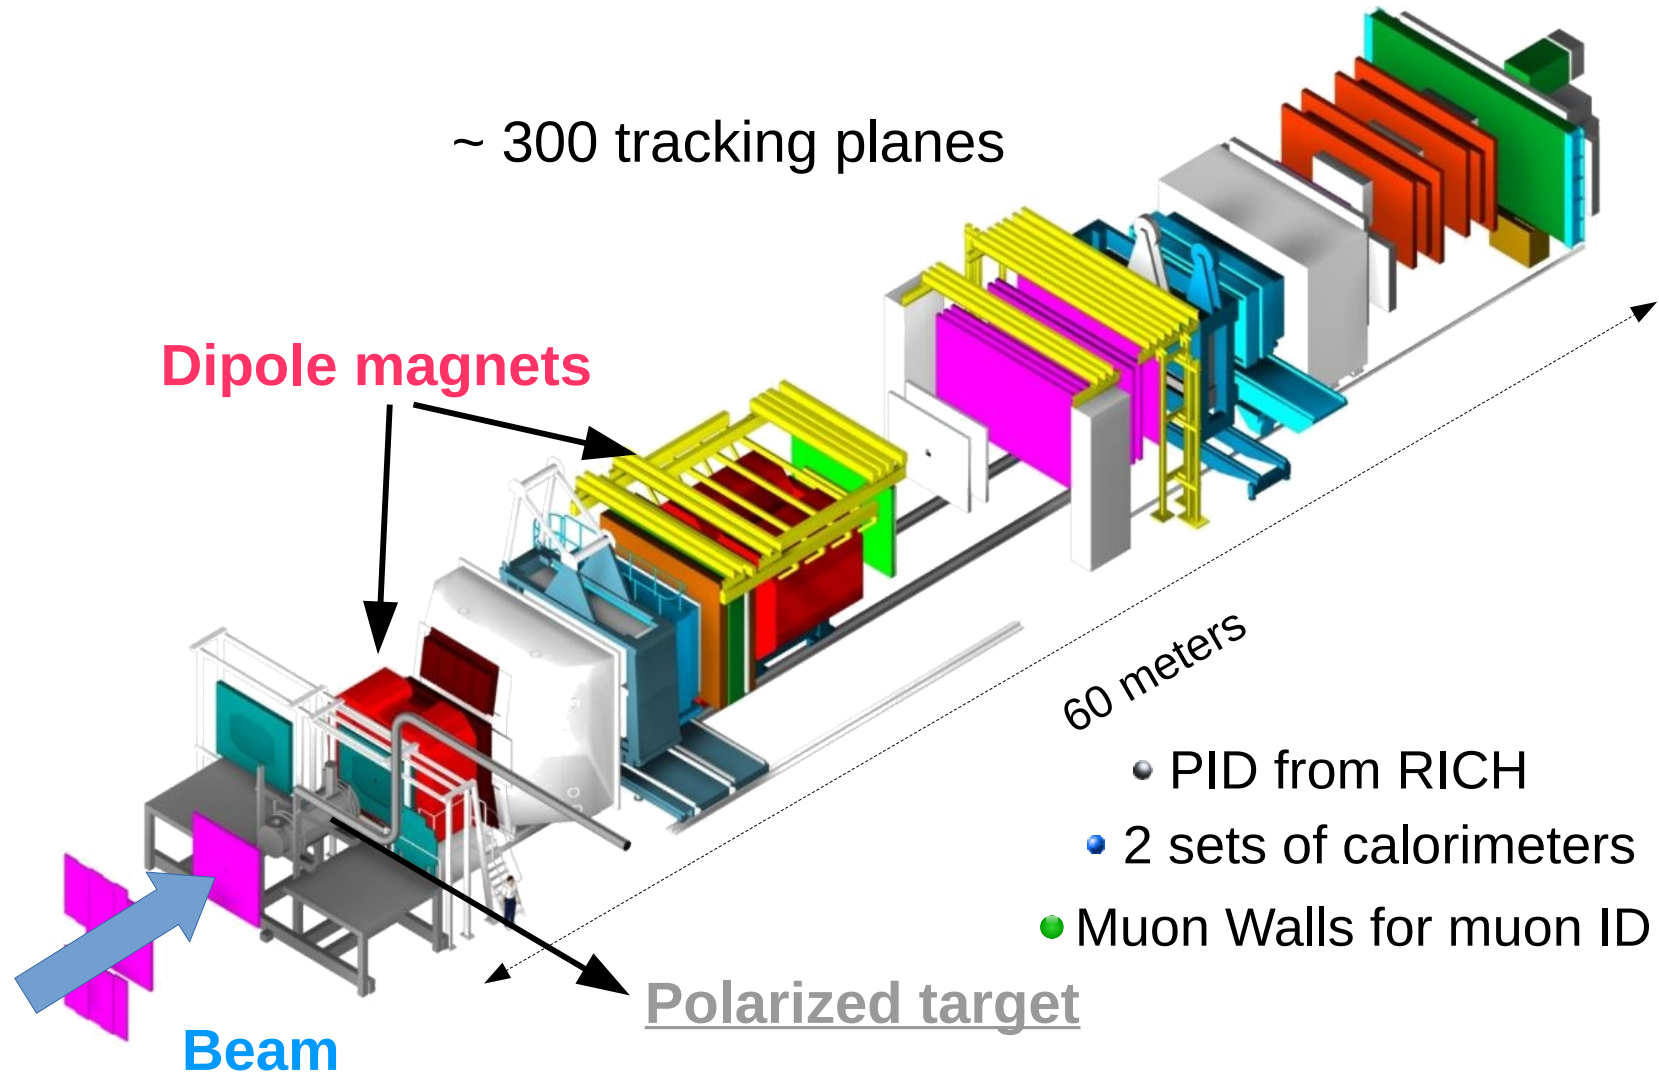 ~ 300 tracking planes
Dipole magnets
60 meters
PID from RICH
2 sets of calorimeters
Muon Walls for muon ID
Polarized target
Beam